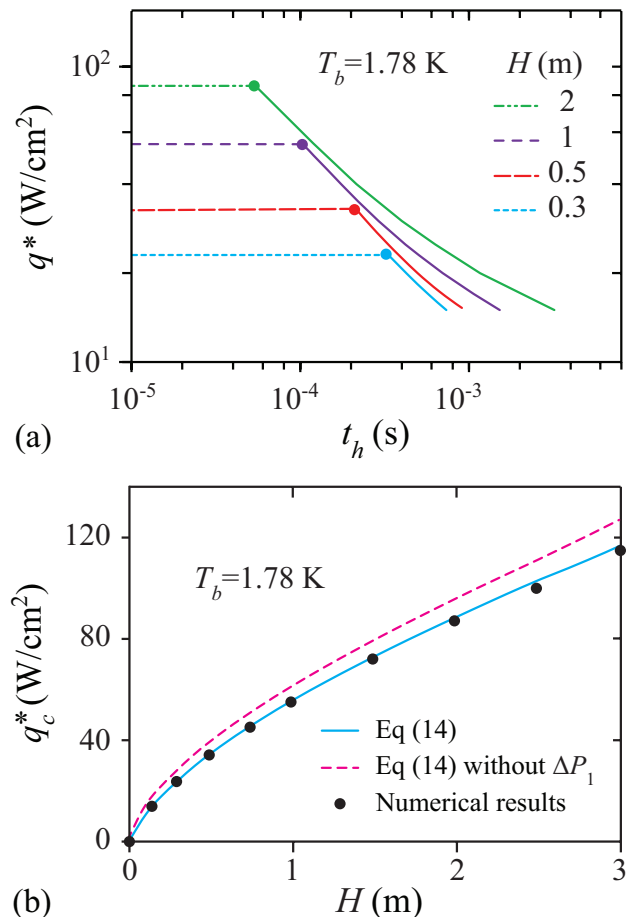 10^2
T_b=1.78 K
H (m)
2
1
0.5
0.3
q* (W/cm^2)
10^1
10^-5
10^-4
10^-3
t_h (s)
(a)
120
80
40
0
T_b=1.78 K
q_c^* (W/cm^2)
Eq (14)
Eq (14) without ΔP_1
Numerical results
0
1
2
3
H (m)
(b)